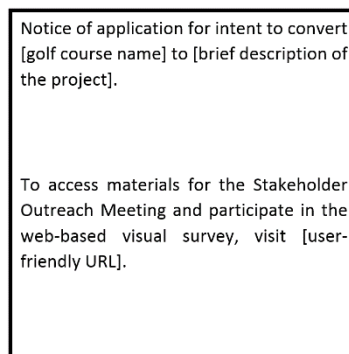 Notice of application for intent to convert
[golf course name] to [brief description of
the project].
To access materials for the Stakeholder
Outreach Meeting and participate in the
web-based visual survey, visit [user-
friendly URL].